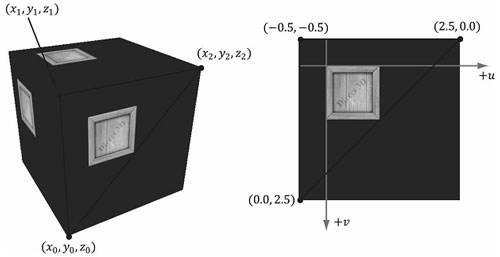 (x₁, y₁, z₁)
(x₂, y₂, z₂)
(x₀, y₀, z₀)
(−0.5, −0.5)
(2.5, 0.0)
+u
(0.0, 2.5)
+v